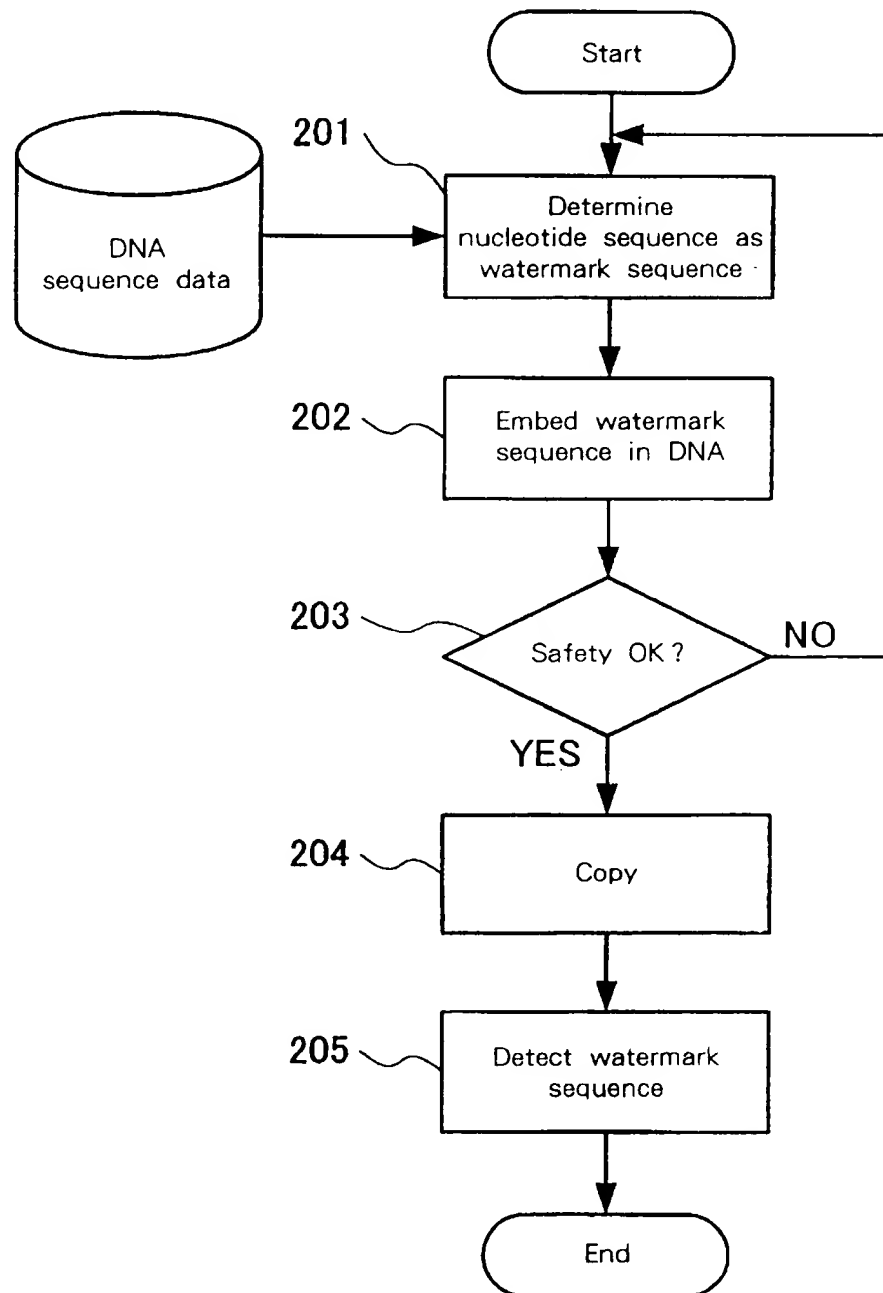 Start
201
Determine
nucleotide sequence as
watermark sequence
DNA
sequence data
202
Embed watermark
sequence in DNA
203
Safety OK?
NO
YES
204
Copy
205
Detect watermark
sequence
End